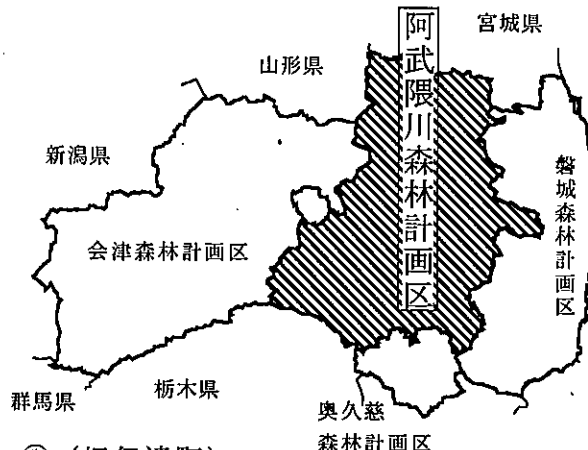 宮城県
阿武隈川森林計画区
山形県
新潟県
磐城森林計画区
会津森林計画区
栃木県
群馬県
奥久慈
森林計画区